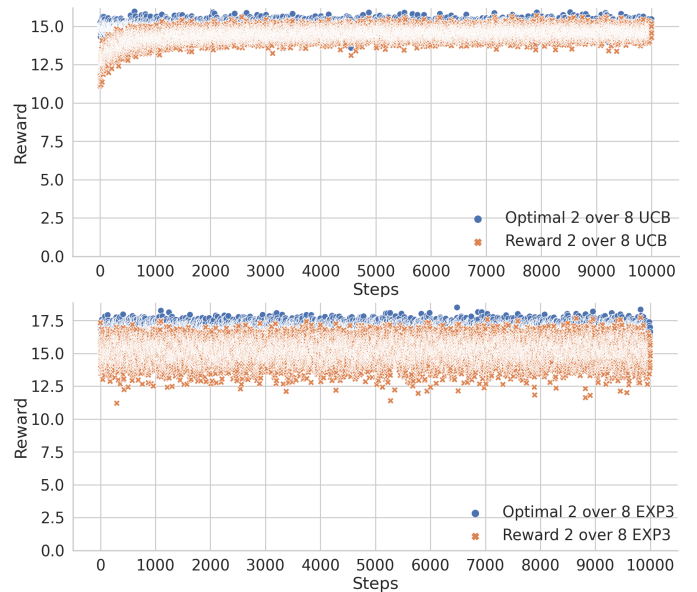 15.0
12.5
10.0
7.5
5.0
2.5
0.0
Reward
Optimal 2 over 8 UCB
Reward 2 over 8 UCB
0 1000 2000 3000 4000 5000 6000 7000 8000 9000 10000
Steps
17.5
15.0
12.5
10.0
7.5
5.0
2.5
0.0
Reward
Optimal 2 over 8 EXP3
Reward 2 over 8 EXP3
0 1000 2000 3000 4000 5000 6000 7000 8000 9000 10000
Steps